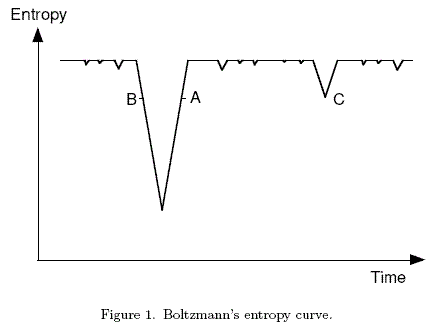 Entropy
B
A
C
Time
Figure 1. Boltzmann's entropy curve.